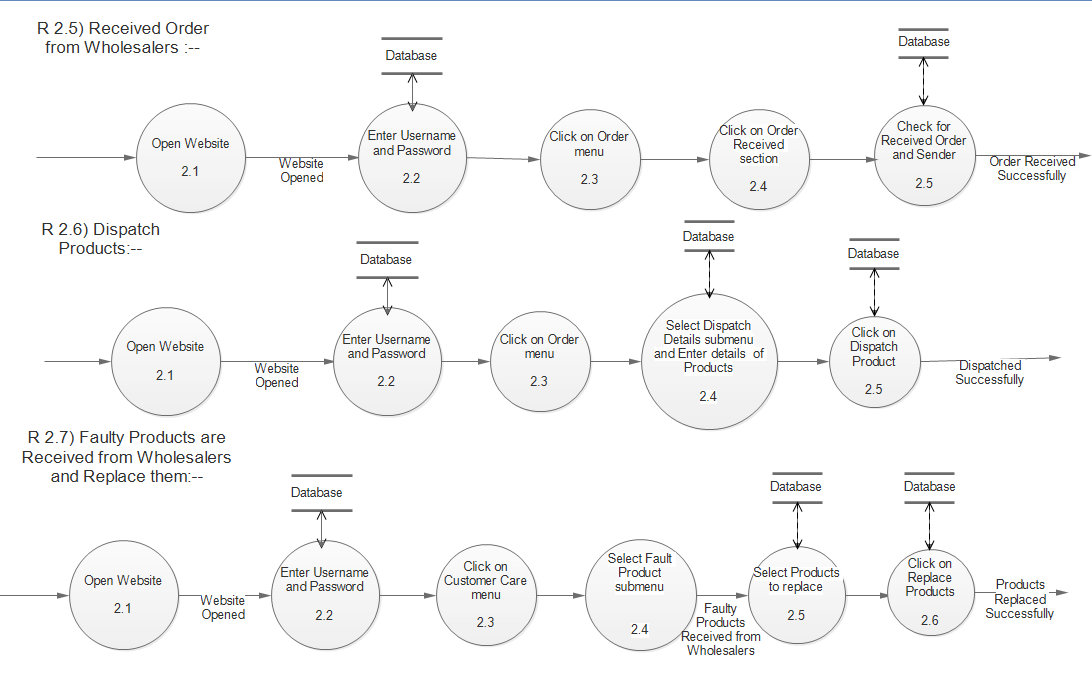 R 2.5) Received Order
from Wholesalers :--
Database
Database
Open Website
2.1
Website
Opened
Enter Username
and Password
2.2
Click on Order
menu
2.3
Click on Order
Received
section
2.4
Check for
Received Order
and Sender
2.5
Order Received
Successfully
R 2.6) Dispatch
Products:--
Database
Database
Database
Open Website
2.1
Website
Opened
Enter Username
and Password
2.2
Click on Order
menu
2.3
Select Dispatch
Details submenu
and Enter details of
Products
2.4
Click on
Dispatch
Product
2.5
Dispatched
Successfully
R 2.7) Faulty Products are
Received from Wholesalers
and Replace them:--
Database
Database
Database
Open Website
2.1
Website
Opened
Enter Username
and Password
2.2
Click on
Customer Care
menu
2.3
Select Fault
Product
submenu
2.4
Faulty
Products
Received from
Wholesalers
Select Products
to replace
2.5
Click on
Replace
Products
2.6
Products
Replaced
Successfully